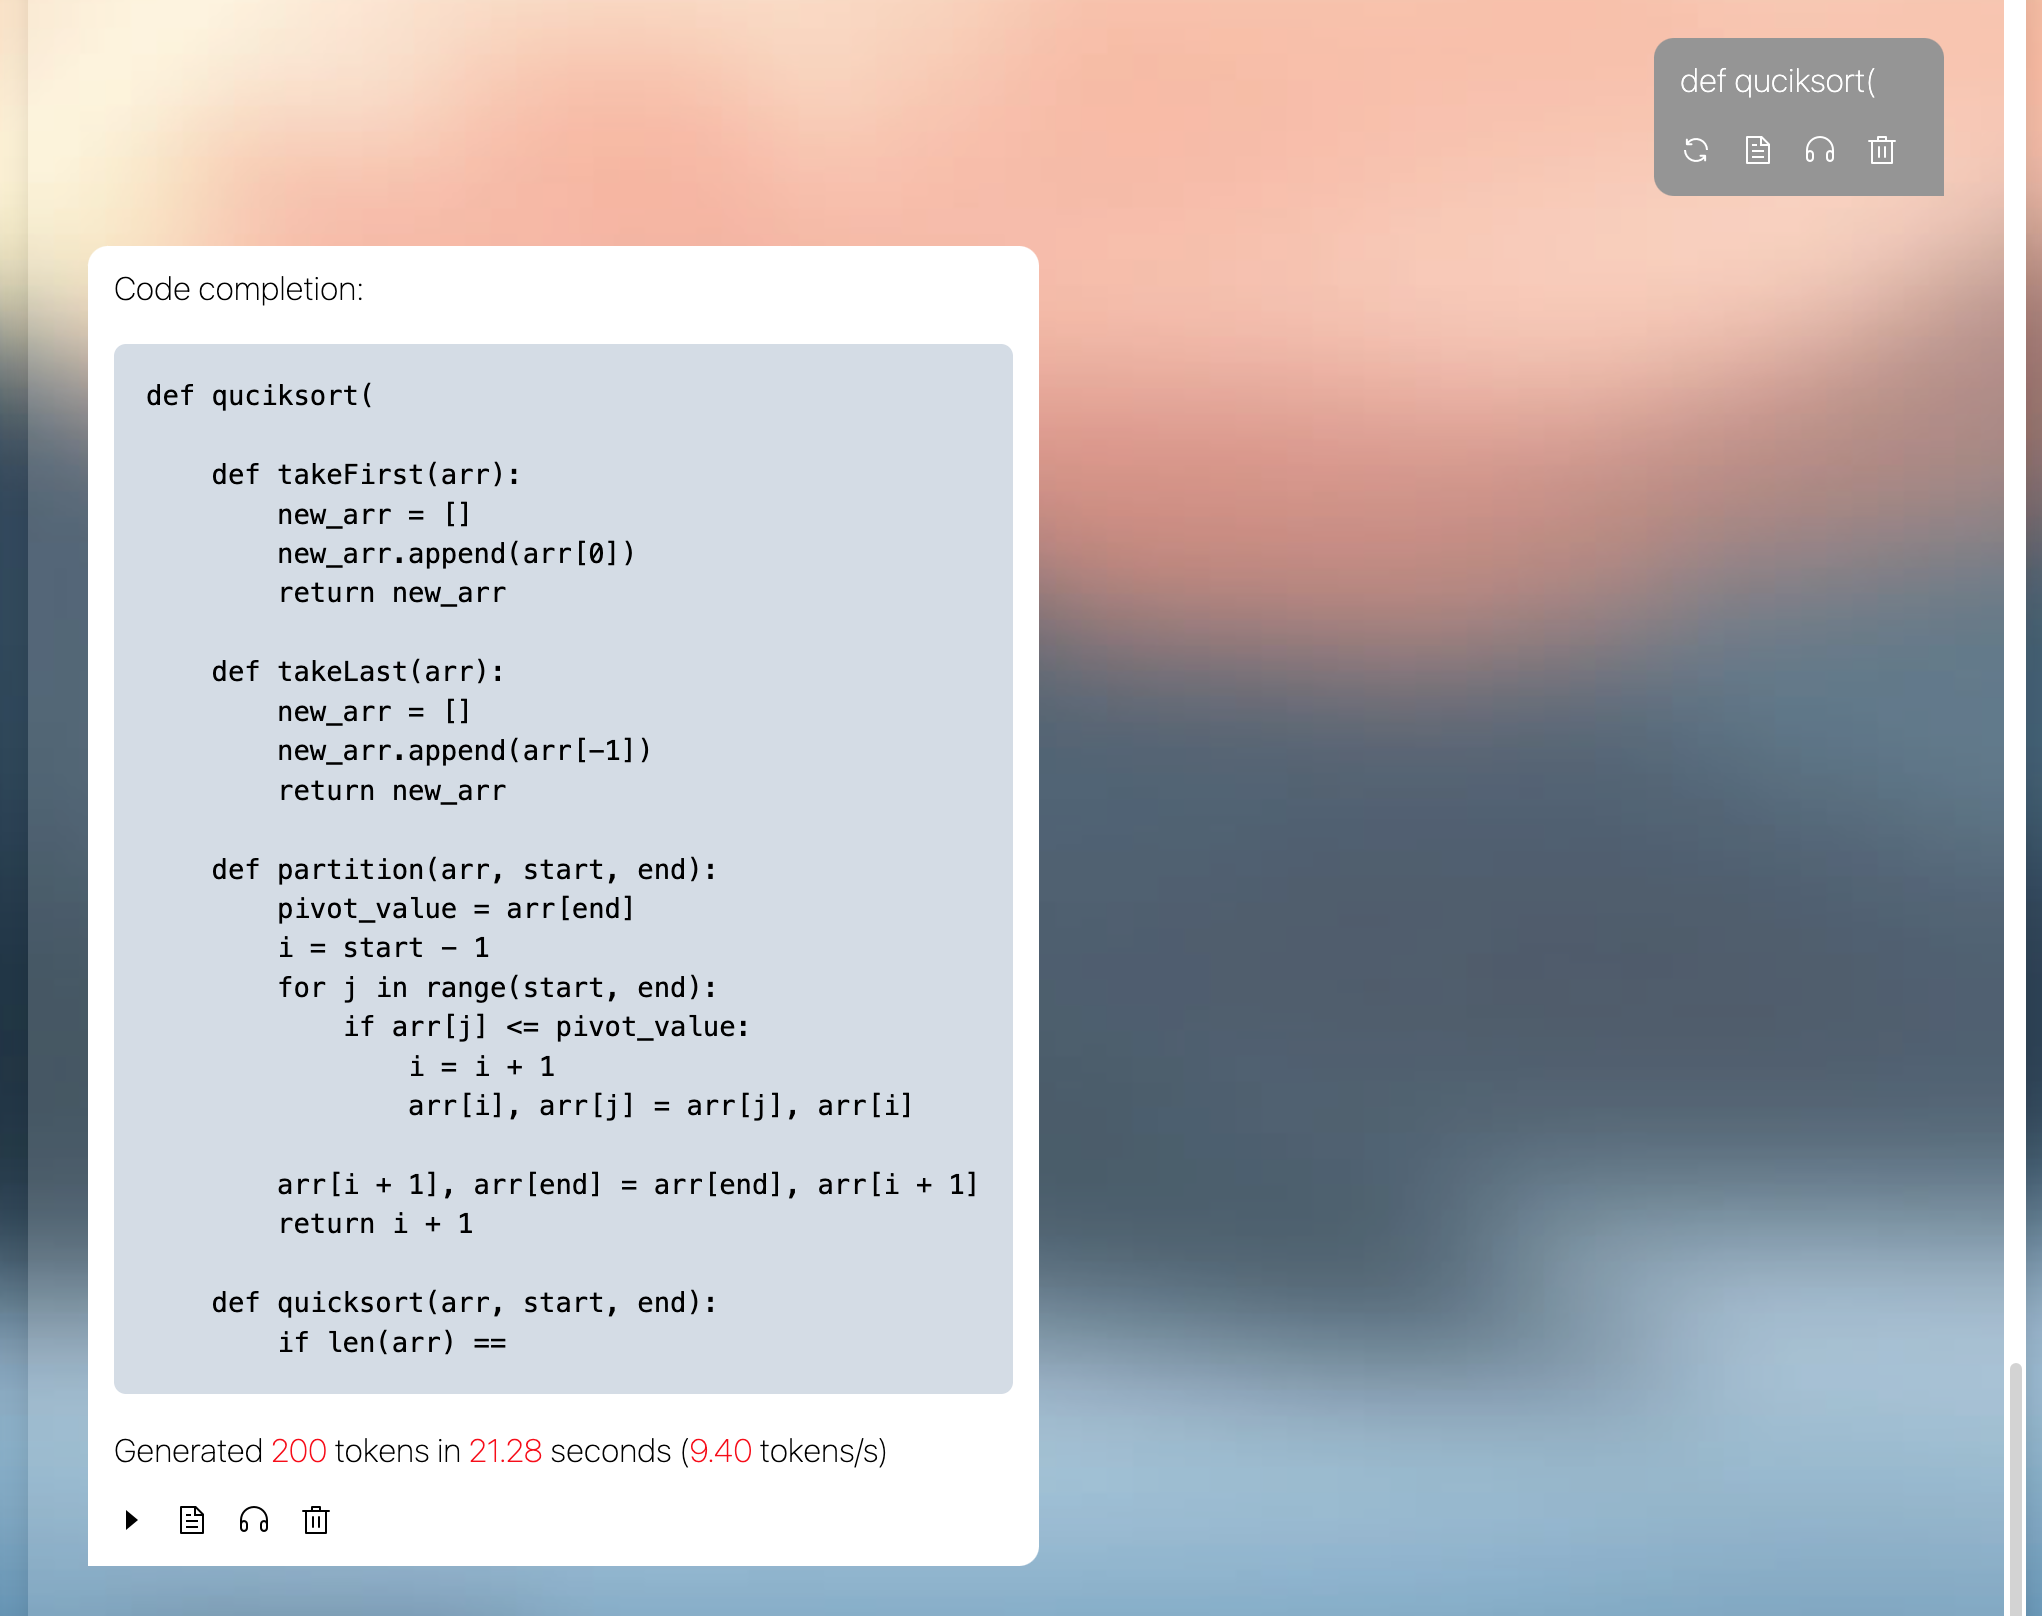 def quciksort(
Code completion:
def quciksort(
def takeFirst(arr):
new_arr = []
new_arr.append(arr[0])
return new_arr
def takeLast(arr):
new_arr = []
new_arr.append(arr[-1])
return new_arr
def partition(arr, start, end):
pivot_value = arr[end]
i = start - 1
for j in range(start, end):
if arr[j] <= pivot_value:
i = i + 1
arr[i], arr[j] = arr[j], arr[i]
arr[i + 1], arr[end] = arr[end], arr[i + 1]
return i + 1
def quicksort(arr, start, end):
if len(arr) ==
Generated 200 tokens in 21.28 seconds (9.40 tokens/s)